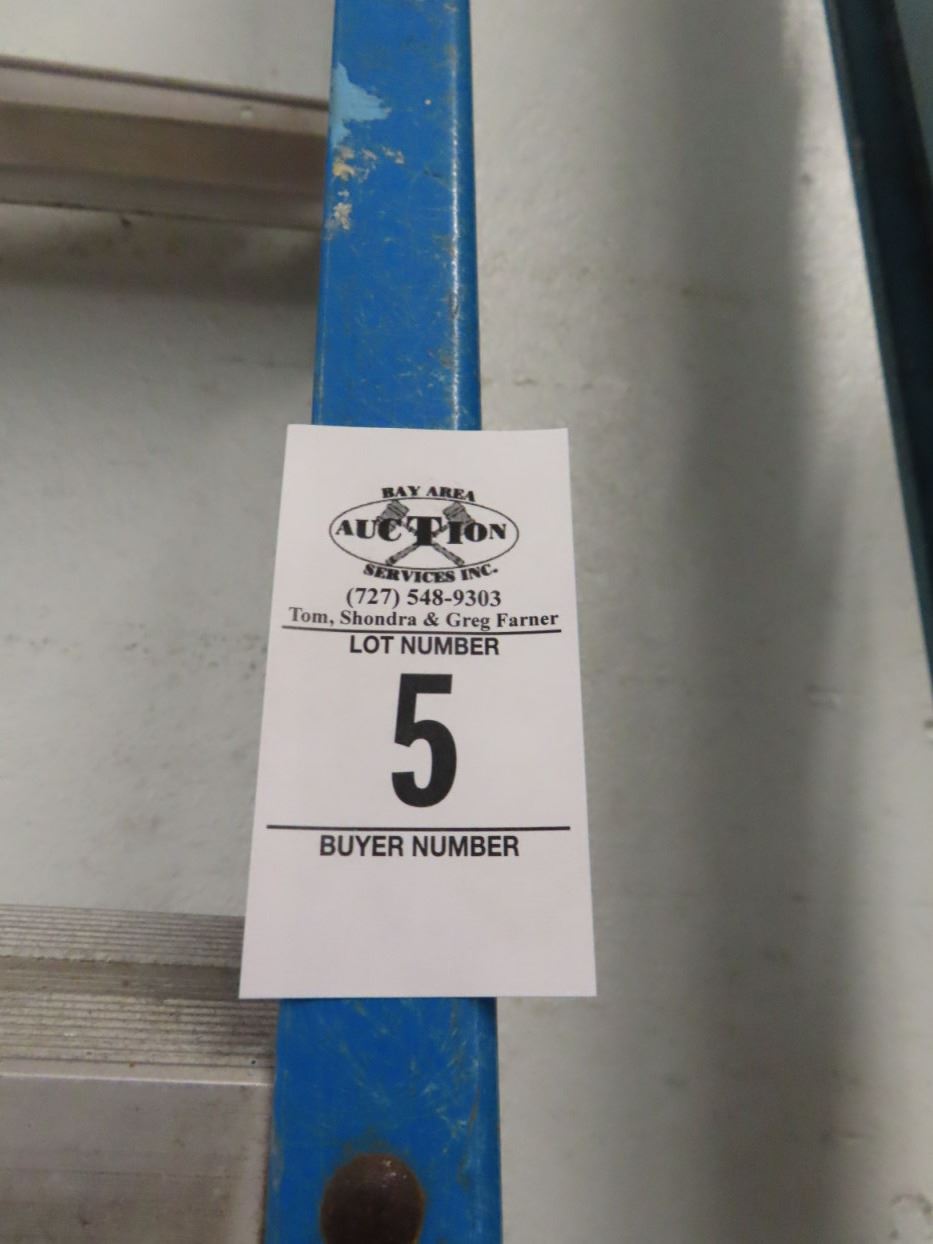 BAY AREA
AUCTION
SERVICES INC.
(727) 548-9303
Tom, Shondra & Greg Farner
LOT NUMBER
5
BUYER NUMBER